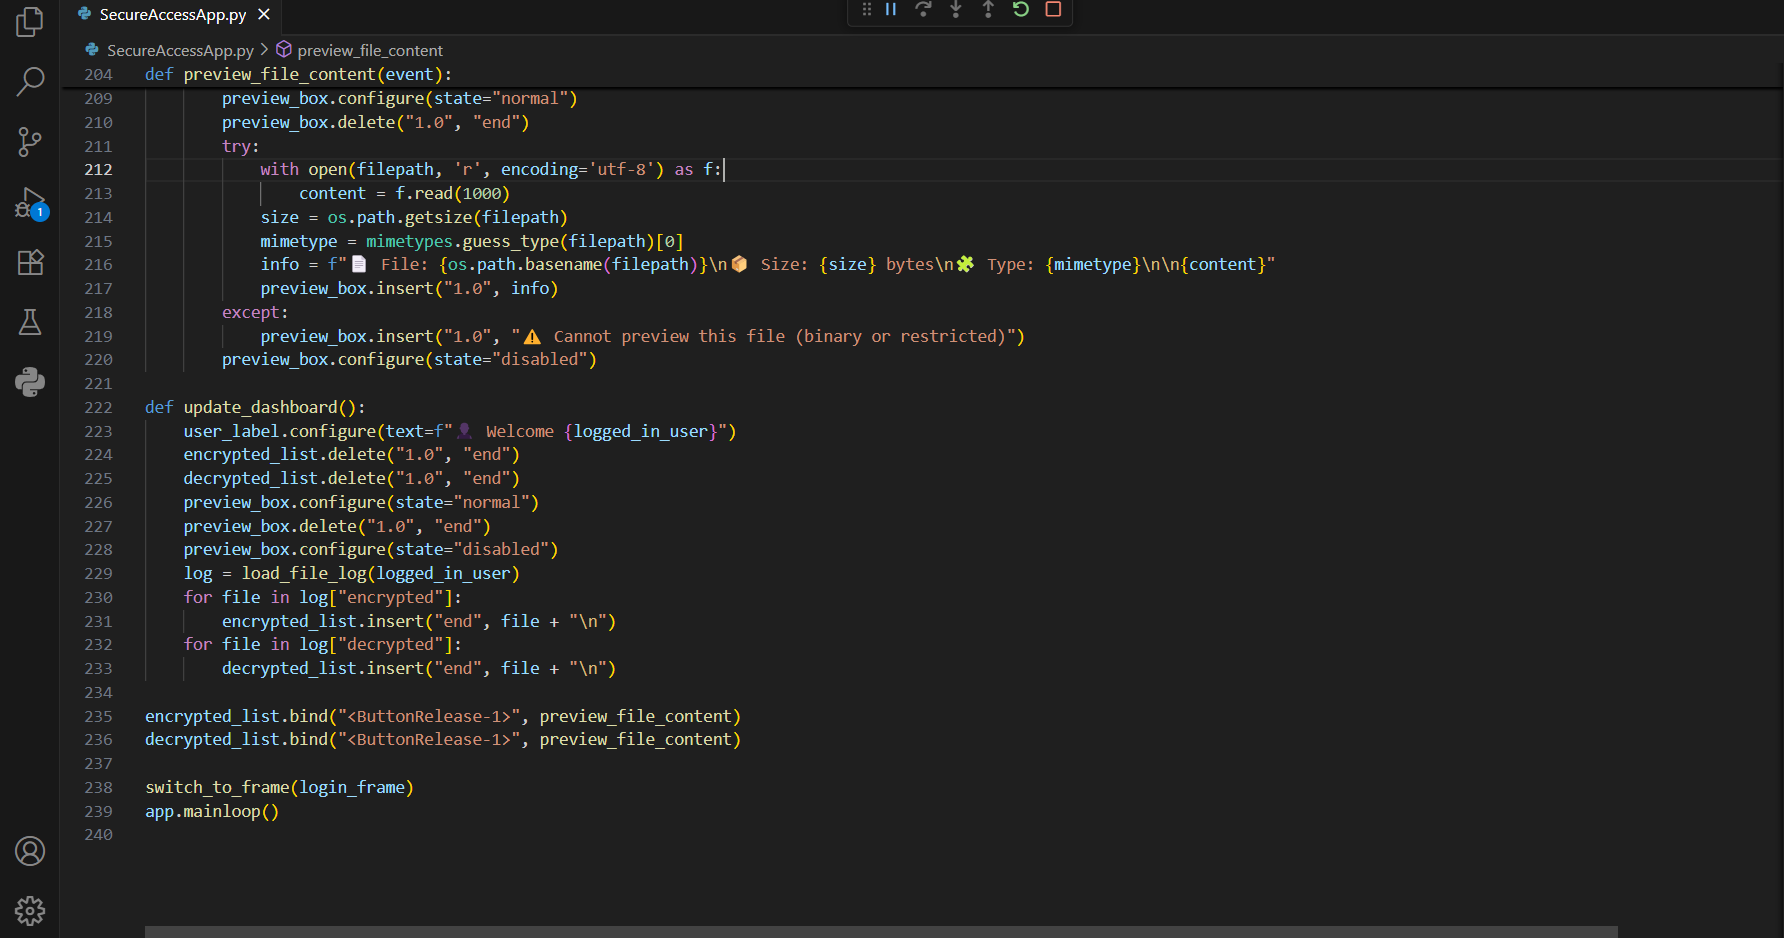 SecureAccessApp.py
SecureAccessApp.py > preview_file_content
204 def preview_file_content(event):
209 preview_box.configure(state="normal")
210 preview_box.delete("1.0", "end")
211 try:
212 with open(filepath, 'r', encoding='utf-8') as f:
213 content = f.read(1000)
214 size = os.path.getsize(filepath)
215 mimetype = mimetypes.guess_type(filepath)[0]
216 info = f"📄 File: {os.path.basename(filepath)}\n📦 Size: {size} bytes\n🧩 Type: {mimetype}\n\n{content}"
217 preview_box.insert("1.0", info)
218 except:
219 preview_box.insert("1.0", "⚠️ Cannot preview this file (binary or restricted)")
220 preview_box.configure(state="disabled")
221
222 def update_dashboard():
223 user_label.configure(text=f"👤 Welcome {logged_in_user}")
224 encrypted_list.delete("1.0", "end")
225 decrypted_list.delete("1.0", "end")
226 preview_box.configure(state="normal")
227 preview_box.delete("1.0", "end")
228 preview_box.configure(state="disabled")
229 log = load_file_log(logged_in_user)
230 for file in log["encrypted"]:
231 encrypted_list.insert("end", file + "\n")
232 for file in log["decrypted"]:
233 decrypted_list.insert("end", file + "\n")
234
235 encrypted_list.bind("<ButtonRelease-1>", preview_file_content)
236 decrypted_list.bind("<ButtonRelease-1>", preview_file_content)
237
238 switch_to_frame(login_frame)
239 app.mainloop()
240
1